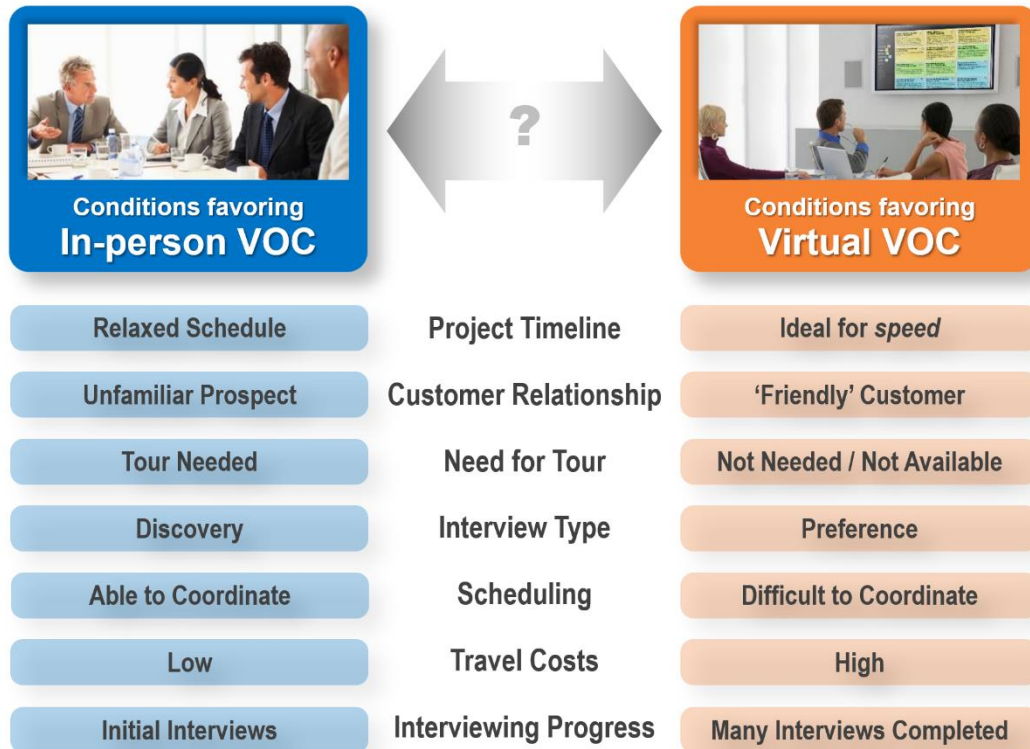 ?
Conditions favoring
In-person VOC
Conditions favoring
Virtual VOC
Relaxed Schedule
Project Timeline
Ideal for speed
Unfamiliar Prospect
Customer Relationship
‘Friendly’ Customer
Tour Needed
Need for Tour
Not Needed / Not Available
Discovery
Interview Type
Preference
Able to Coordinate
Scheduling
Difficult to Coordinate
Low
Travel Costs
High
Initial Interviews
Interviewing Progress
Many Interviews Completed